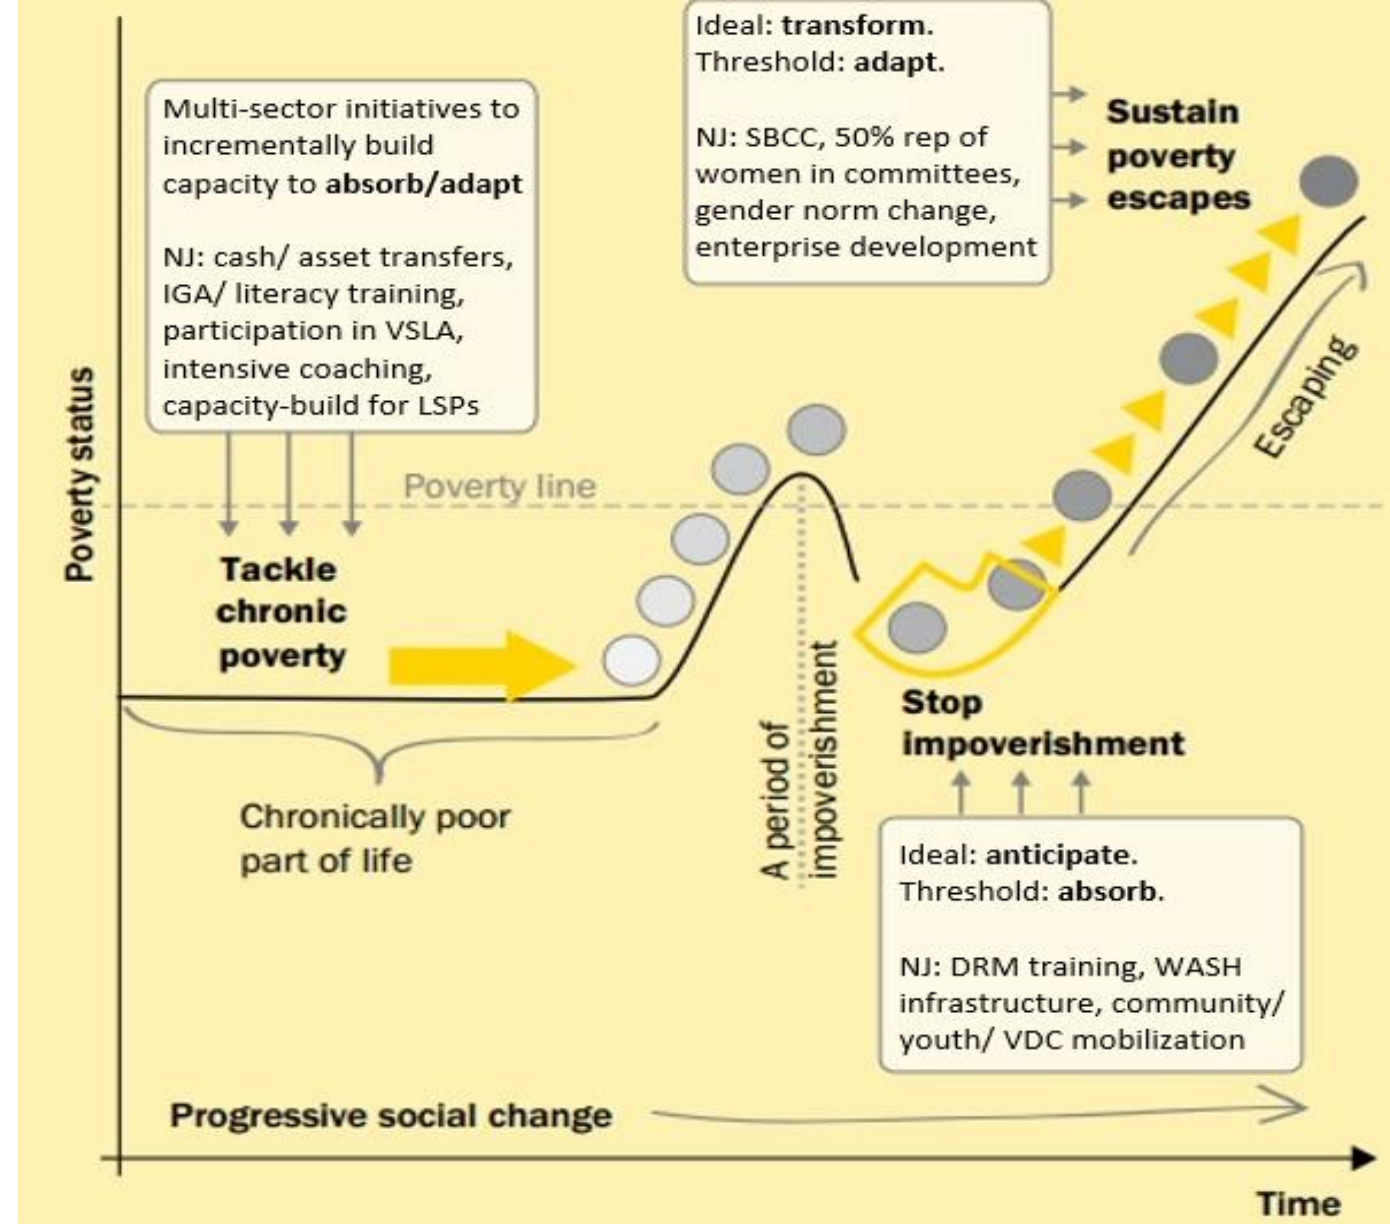 Ideal: transform.
Threshold: adapt.
NJ: SBCC, 50% rep of
women in committees,
gender norm change,
enterprise development
Sustain
poverty
escapes
Multi-sector initiatives to
incrementally build
capacity to absorb/adapt
NJ: cash/ asset transfers,
IGA/ literacy training,
participation in VSLA,
intensive coaching,
capacity-build for LSPs
Escaping
Poverty status
Poverty line
Tackle
chronic
poverty
A period of
impoverishment
Stop
impoverishment
Chronically poor
part of life
Ideal: anticipate.
Threshold: absorb.
NJ: DRM training, WASH
infrastructure, community/
youth/ VDC mobilization
Progressive social change
Time